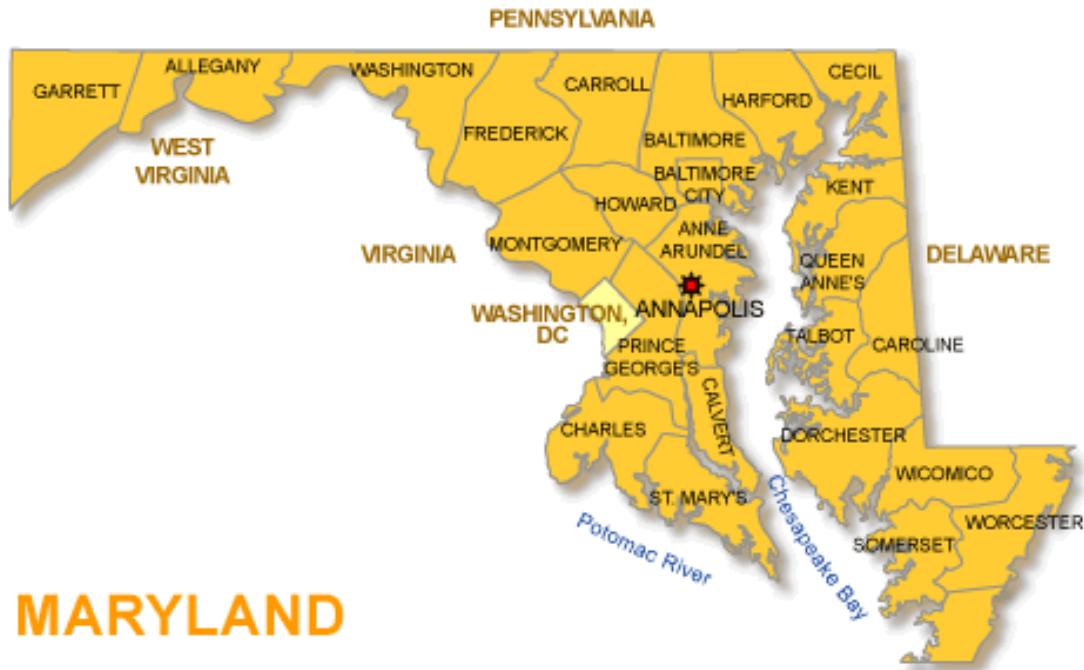 PENNSYLVANIA
GARRETT
ALLEGANY
WASHINGTON
CARROLL
CECIL
HARFORD
FREDERICK
BALTIMORE
WEST
VIRGINIA
BALTIMORE
CITY
KENT
HOWARD
MONTGOMERY
ANNE
ARUNDEL
VIRGINIA
QUEEN
ANNE'S
DELAWARE
WASHINGTON,
DC
ANNAPOLIS
TALBOT
CAROLINE
PRINCE
GEORGE'S
CALVERT
CHARLES
DORCHESTER
WICOMICO
ST. MARY'S
Potomac River
Chesapeake Bay
WORCESTER
SOMERSET
MARYLAND